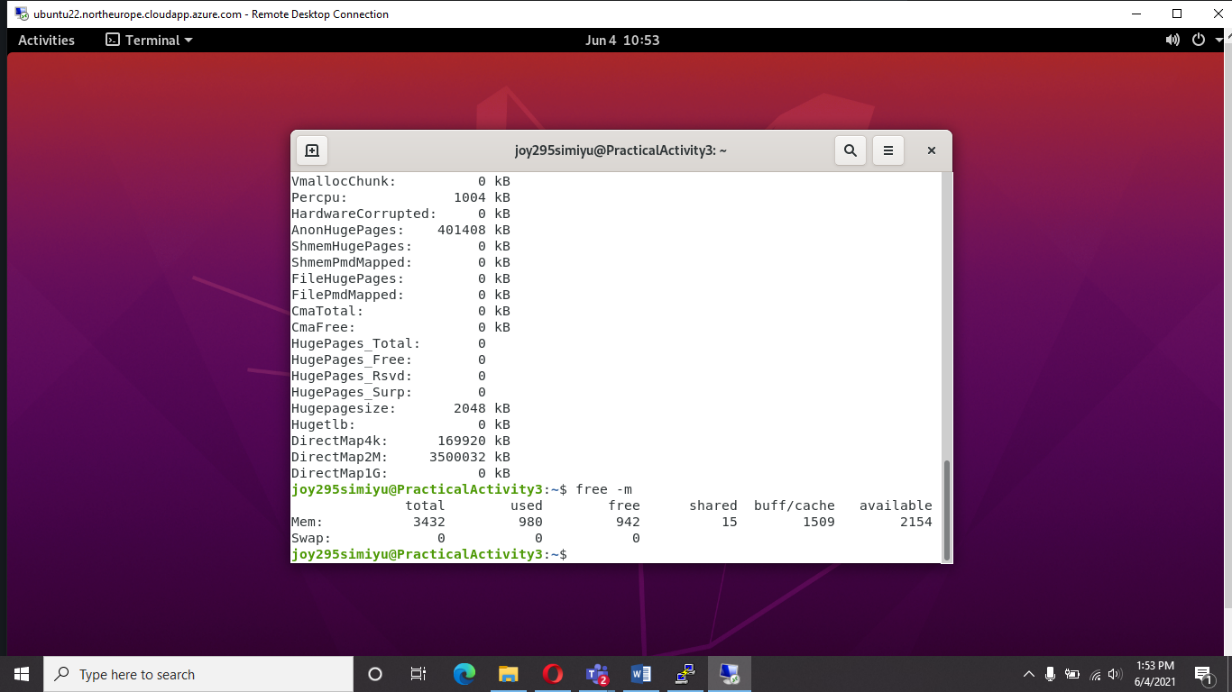 ubuntu22.northeurope.cloudapp.azure.com - Remote Desktop Connection
Activities Terminal Jun 4 10:53
joy295simiyu@PracticalActivity3: ~
VmallocChunk: 0 kB
Percpu: 1004 kB
HardwareCorrupted: 0 kB
AnonHugePages: 401408 kB
ShmemHugePages: 0 kB
ShmemPmdMapped: 0 kB
FileHugePages: 0 kB
FilePmdMapped: 0 kB
CmaTotal: 0 kB
CmaFree: 0 kB
HugePages_Total: 0
HugePages_Free: 0
HugePages_Rsvd: 0
HugePages_Surp: 0
Hugepagesize: 2048 kB
Hugetlb: 0 kB
DirectMap4k: 169920 kB
DirectMap2M: 3500032 kB
DirectMap1G: 0 kB
joy295simiyu@PracticalActivity3:~$ free -m
total used free shared buff/cache available
Mem: 3432 980 942 15 1509 2154
Swap: 0 0 0
joy295simiyu@PracticalActivity3:~$
Type here to search
2
1:53 PM
6/4/2021
1